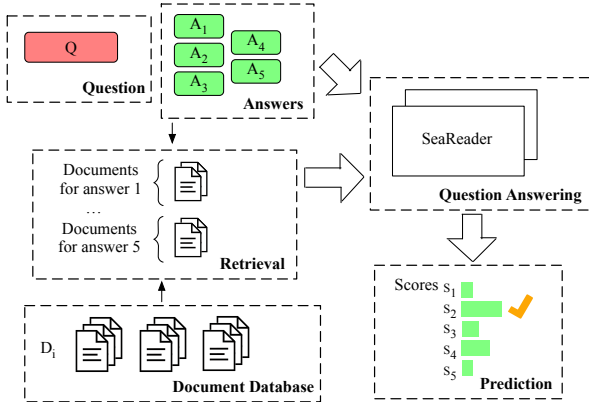 Q
Question
A1
A2
A3
A4
A5
Answers
Documents
for answer 1
...
Documents
for answer 5
Retrieval
Di
Document Database
SeaReader
Question Answering
Scores
s1
s2
s3
s4
s5
Prediction